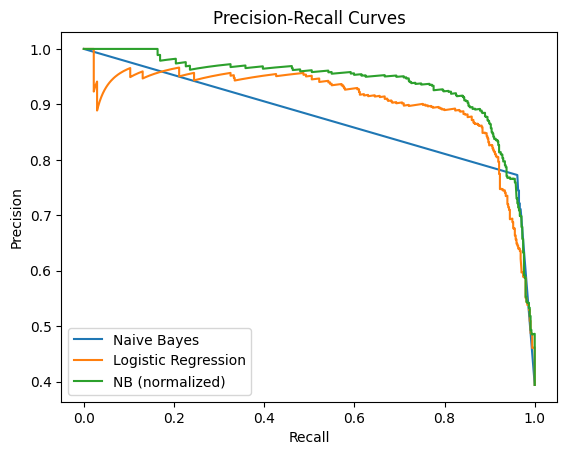 Precision-Recall Curves
Precision
1.0
0.9
0.8
0.7
0.6
0.5
0.4
Naive Bayes
Logistic Regression
NB (normalized)
0.0 0.2 0.4 0.6 0.8 1.0
Recall